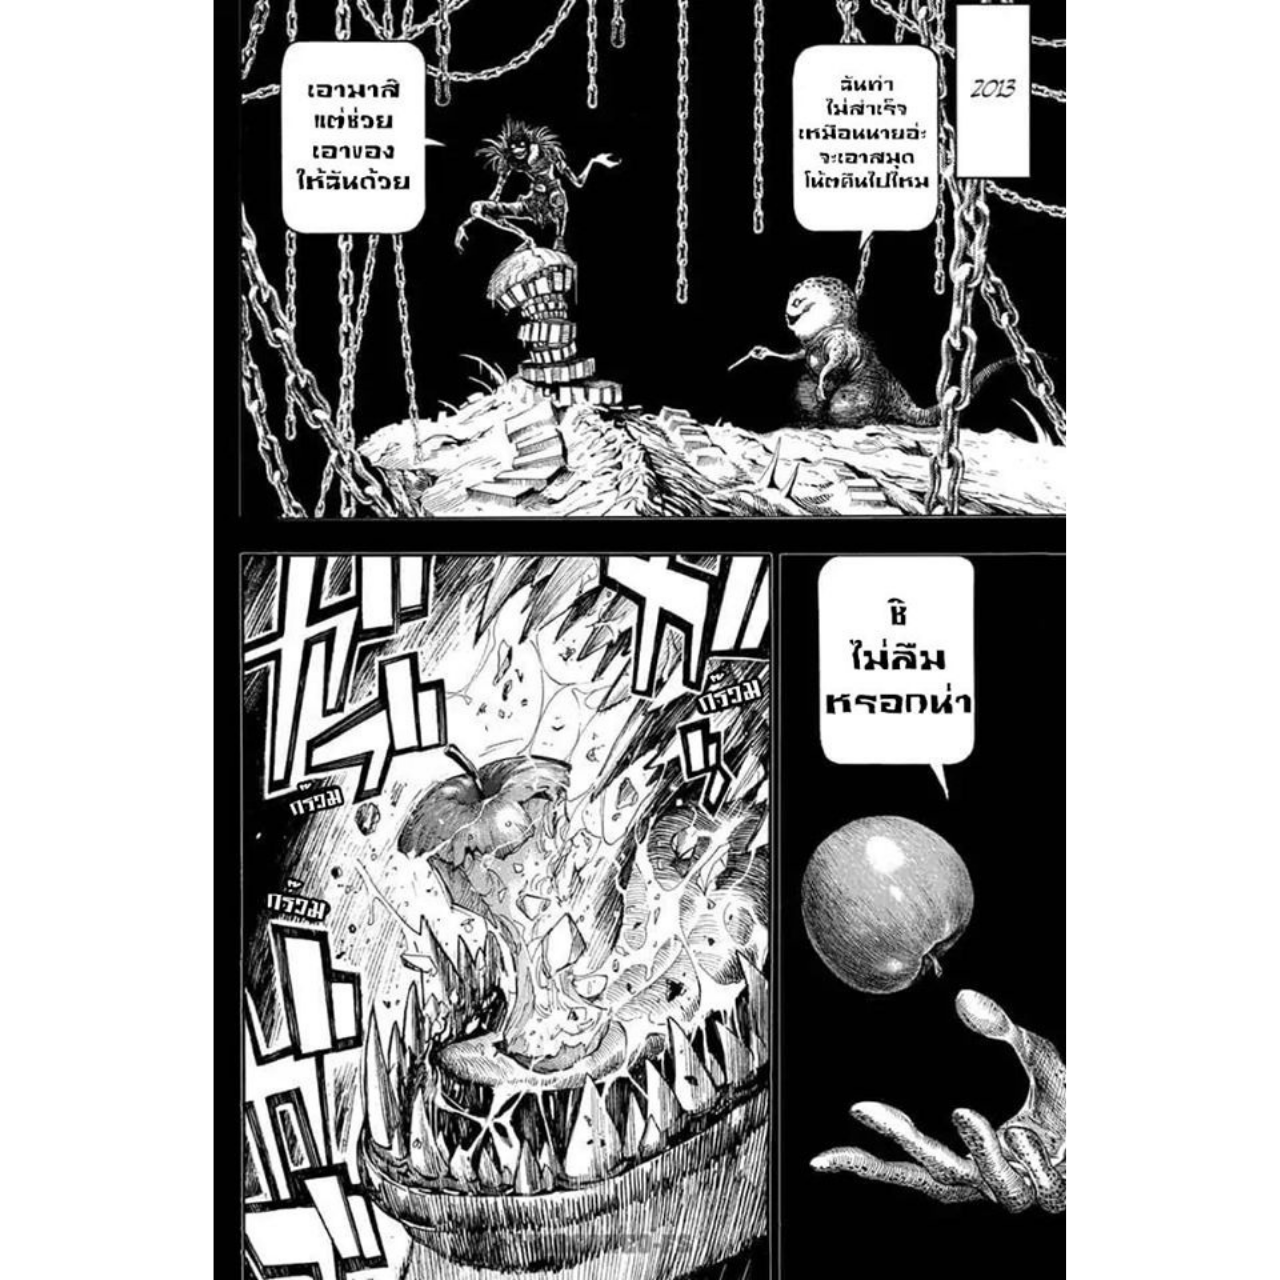 2013
ฉันทำ
ไม่สำเร็จ
เหมือนนายอ่ะ
จะเอาสมุด
โน้ตคืนไปไหม
เอามาสิ
แต่ช่วย
เอาของ
ให้ฉันด้วย
ชิ
ไม่ลืม
หรอกน่า
กร๊วม
กร๊วม
กร๊วม